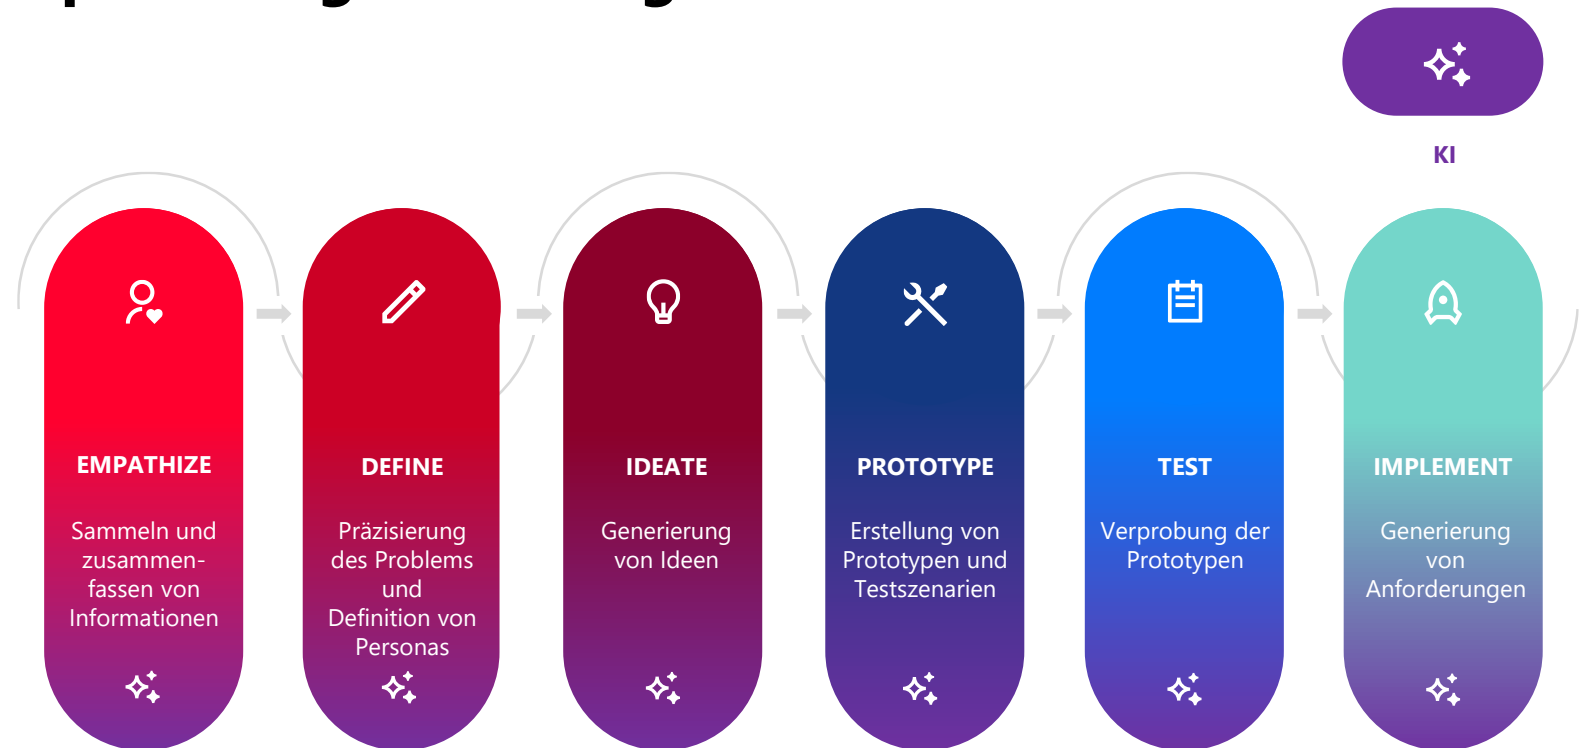 KI
EMPATHIZE
Sammeln und
zusammen-
fassen von
Informationen
DEFINE
Präzisierung
des Problems
und
Definition von
Personas
IDEATE
Generierung
von Ideen
PROTOTYPE
Erstellung von
Prototypen und
Testszenarien
TEST
Verprobung der
Prototypen
IMPLEMENT
Generierung
von
Anforderungen